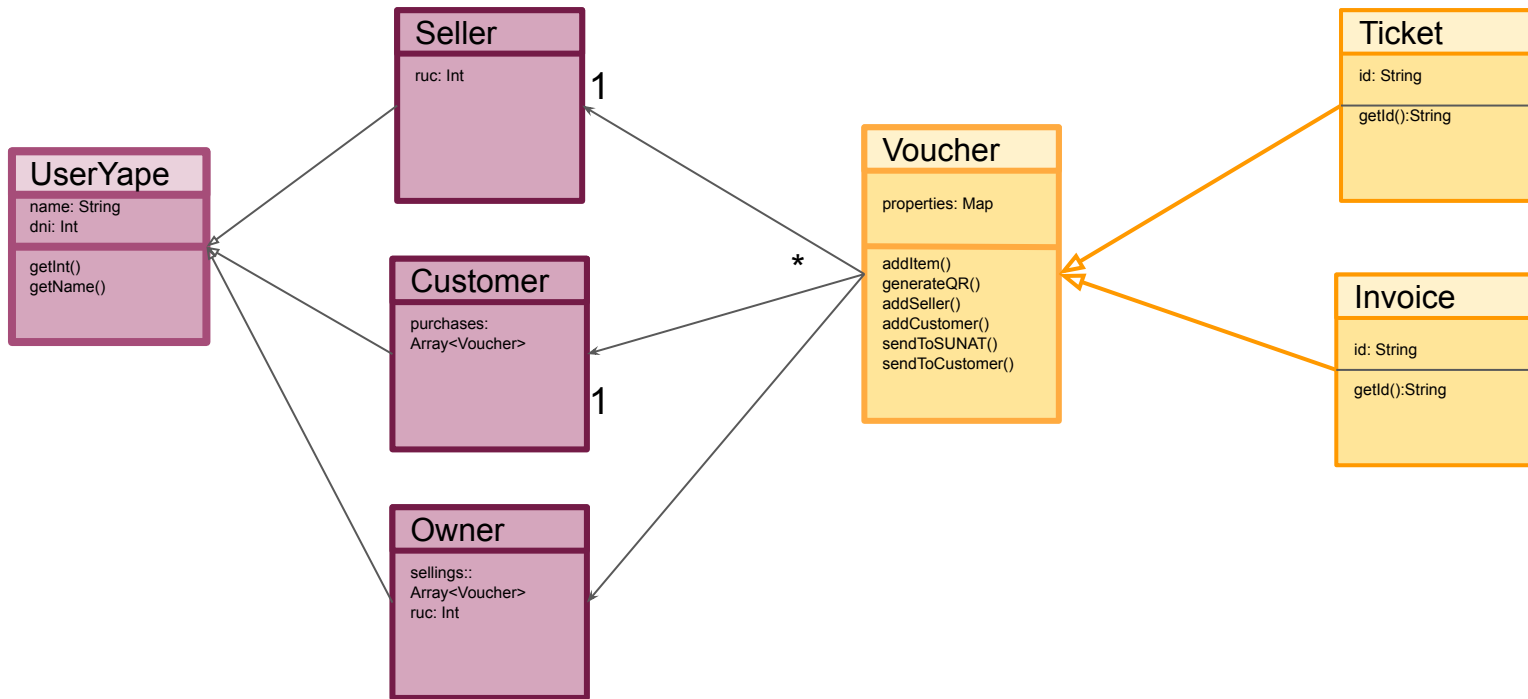 UserYape
name: String
dni: Int
getInt()
getName()
Seller
ruc: Int
1
Customer
purchases:
Array<Voucher>
1
Owner
sellings::
Array<Voucher>
ruc: Int
*
Voucher
properties: Map
addItem()
generateQR()
addSeller()
addCustomer()
sendToSUNAT()
sendToCustomer()
Ticket
id: String
getId():String
Invoice
id: String
getId():String